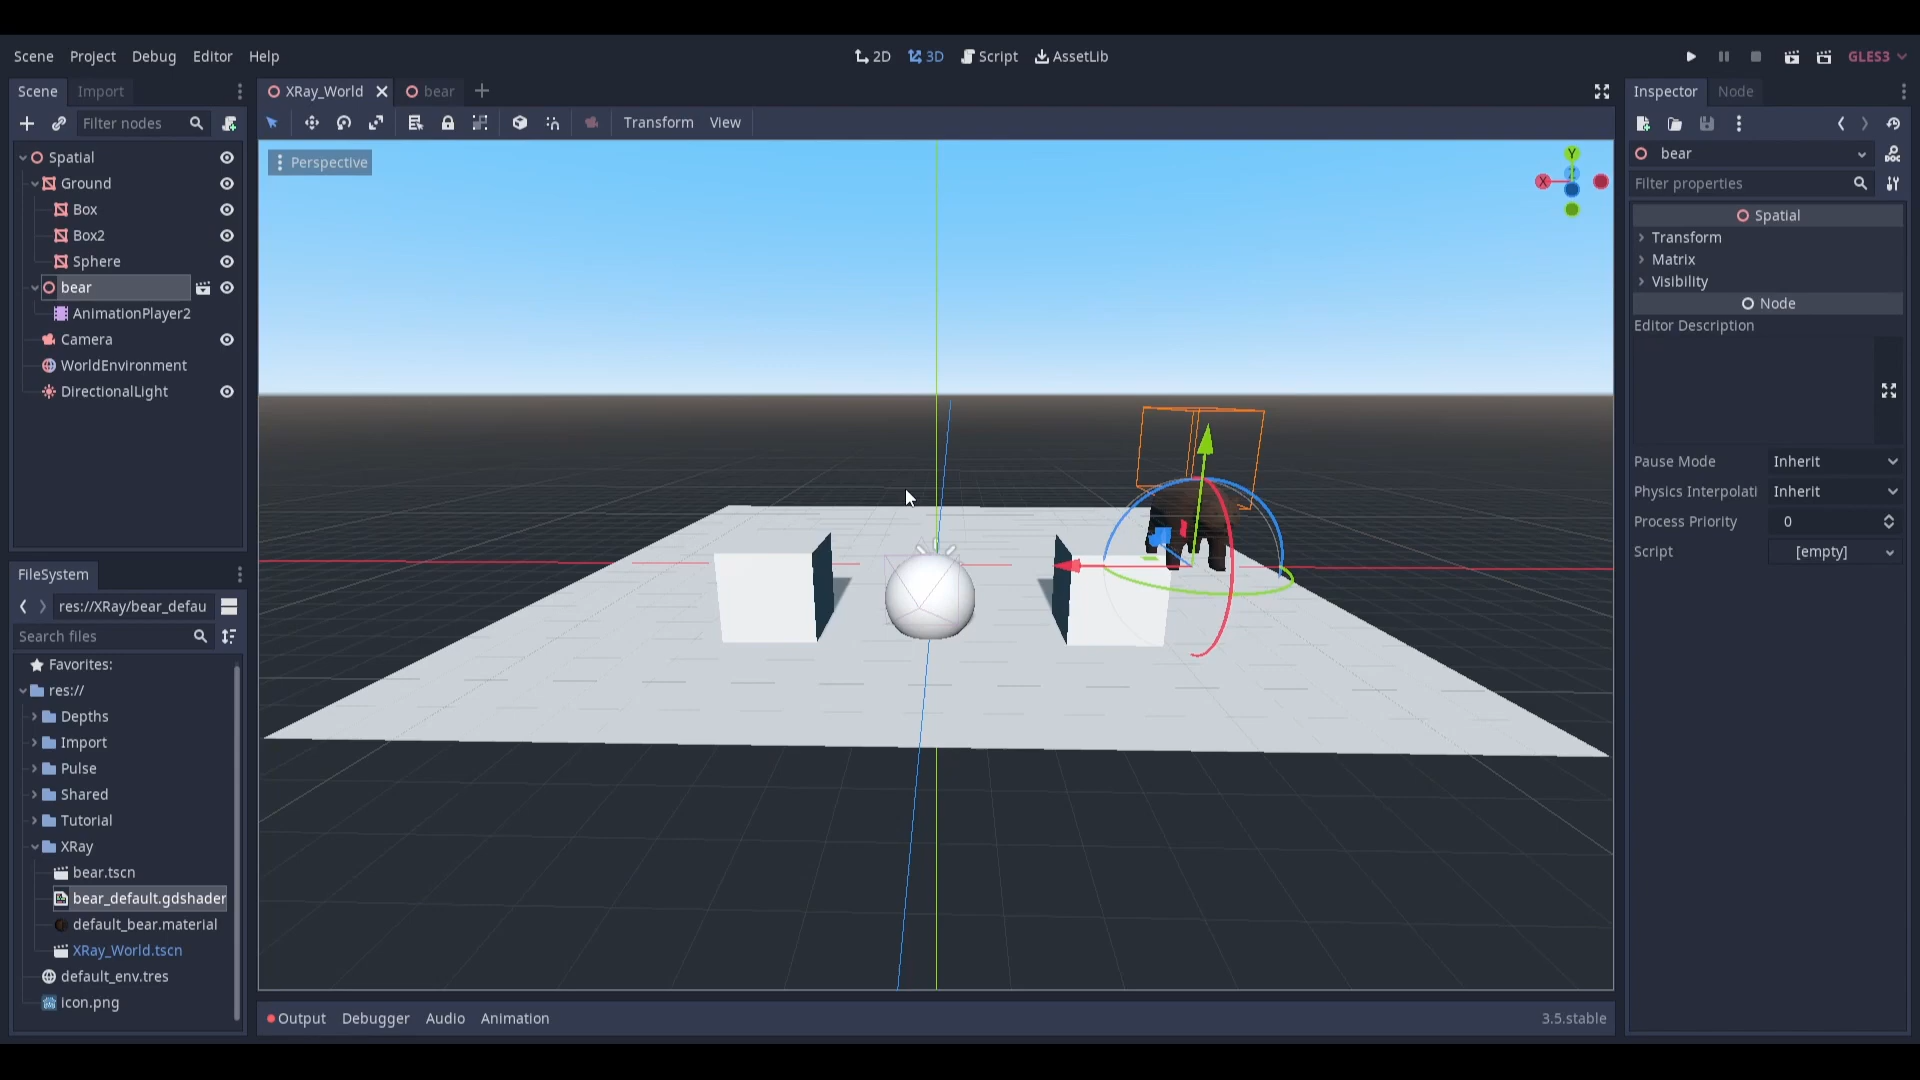 Scene Project Debug Editor Help
2D 3D Script AssetLib
GLES3
Scene Import
Filter nodes
Spatial
Ground
Box
Box2
Sphere
bear
AnimationPlayer2
Camera
WorldEnvironment
DirectionalLight
FileSystem
res://XRay/bear_defau
Search files
Favorites:
res://
Depths
Import
Pulse
Shared
Tutorial
XRay
bear.tscn
bear_default.gdshader
default_bear.material
XRay_World.tscn
default_env.tres
icon.png
XRay_World bear
Transform View
Perspective
Y
X
Z
Output Debugger Audio Animation
3.5.stable
Inspector Node
bear
Filter properties
Spatial
Transform
Matrix
Visibility
Node
Editor Description
Pause Mode Inherit
Physics Interpolati Inherit
Process Priority 0
Script [empty]